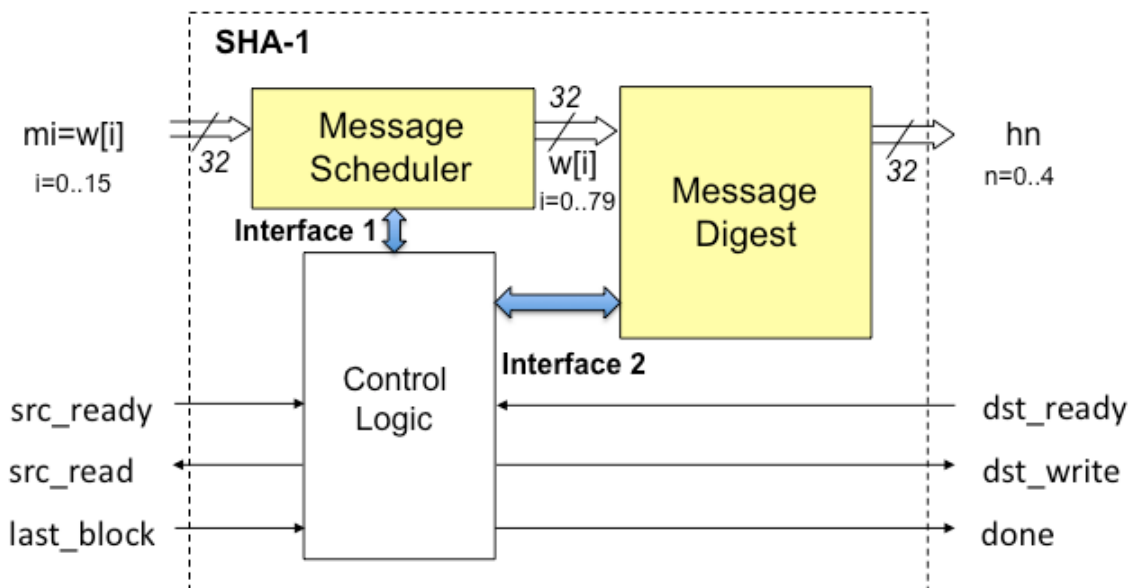 SHA-1
mi=w[i]
i=0..15
32
Message
Scheduler
32
w[i]
i=0..79
Message
Digest
32
hn
n=0..4
Interface 1
Interface 2
Control
Logic
src_ready
src_read
last_block
dst_ready
dst_write
done